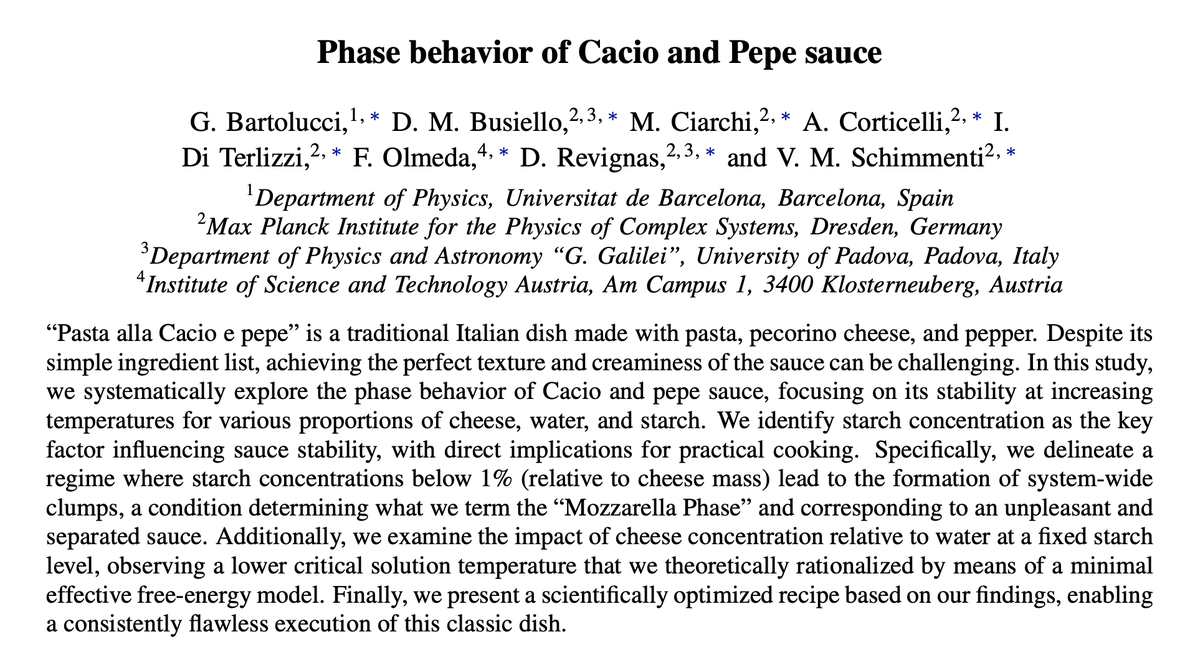 Phase behavior of Cacio and Pepe sauce
G. Bartolucci,1, * D. M. Busiello,2, 3, * M. Ciarchi,2, * A. Corticelli,2, * I.
Di Terlizzi,2, * F. Olmeda,4, * D. Revignas,2, 3, * and V. M. Schimmenti2, *
1Department of Physics, Universitat de Barcelona, Barcelona, Spain
2Max Planck Institute for the Physics of Complex Systems, Dresden, Germany
3Department of Physics and Astronomy “G. Galilei”, University of Padova, Padova, Italy
4Institute of Science and Technology Austria, Am Campus 1, 3400 Klosterneuberg, Austria
“Pasta alla Cacio e pepe” is a traditional Italian dish made with pasta, pecorino cheese, and pepper. Despite its
simple ingredient list, achieving the perfect texture and creaminess of the sauce can be challenging. In this study,
we systematically explore the phase behavior of Cacio and pepe sauce, focusing on its stability at increasing
temperatures for various proportions of cheese, water, and starch. We identify starch concentration as the key
factor influencing sauce stability, with direct implications for practical cooking. Specifically, we delineate a
regime where starch concentrations below 1% (relative to cheese mass) lead to the formation of system-wide
clumps, a condition determining what we term the “Mozzarella Phase” and corresponding to an unpleasant and
separated sauce. Additionally, we examine the impact of cheese concentration relative to water at a fixed starch
level, observing a lower critical solution temperature that we theoretically rationalized by means of a minimal
effective free-energy model. Finally, we present a scientifically optimized recipe based on our findings, enabling
a consistently flawless execution of this classic dish.